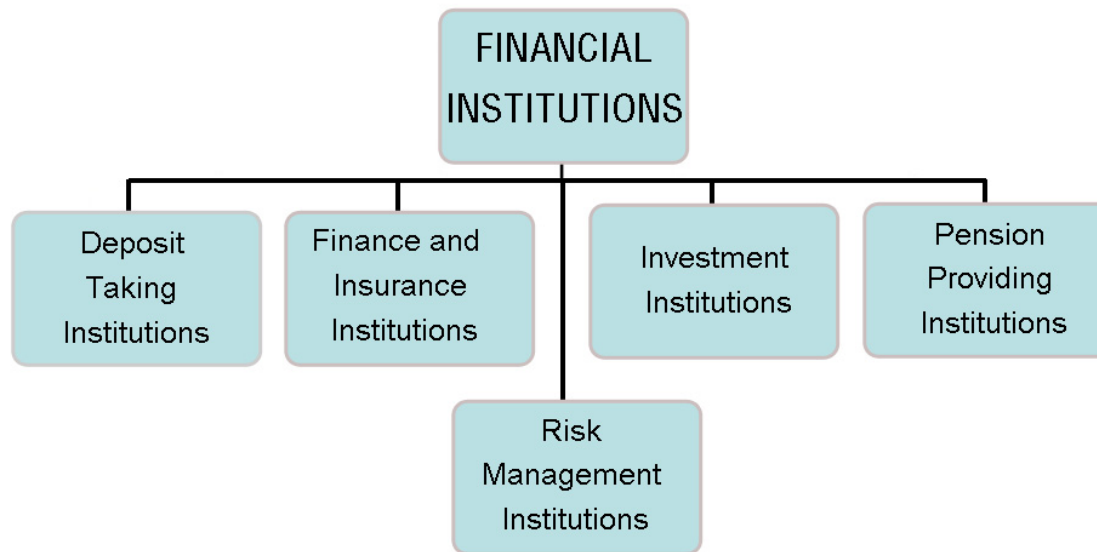 FINANCIAL
INSTITUTIONS
Deposit
Taking
Institutions
Finance and
Insurance
Institutions
Investment
Institutions
Pension
Providing
Institutions
Risk
Management
Institutions